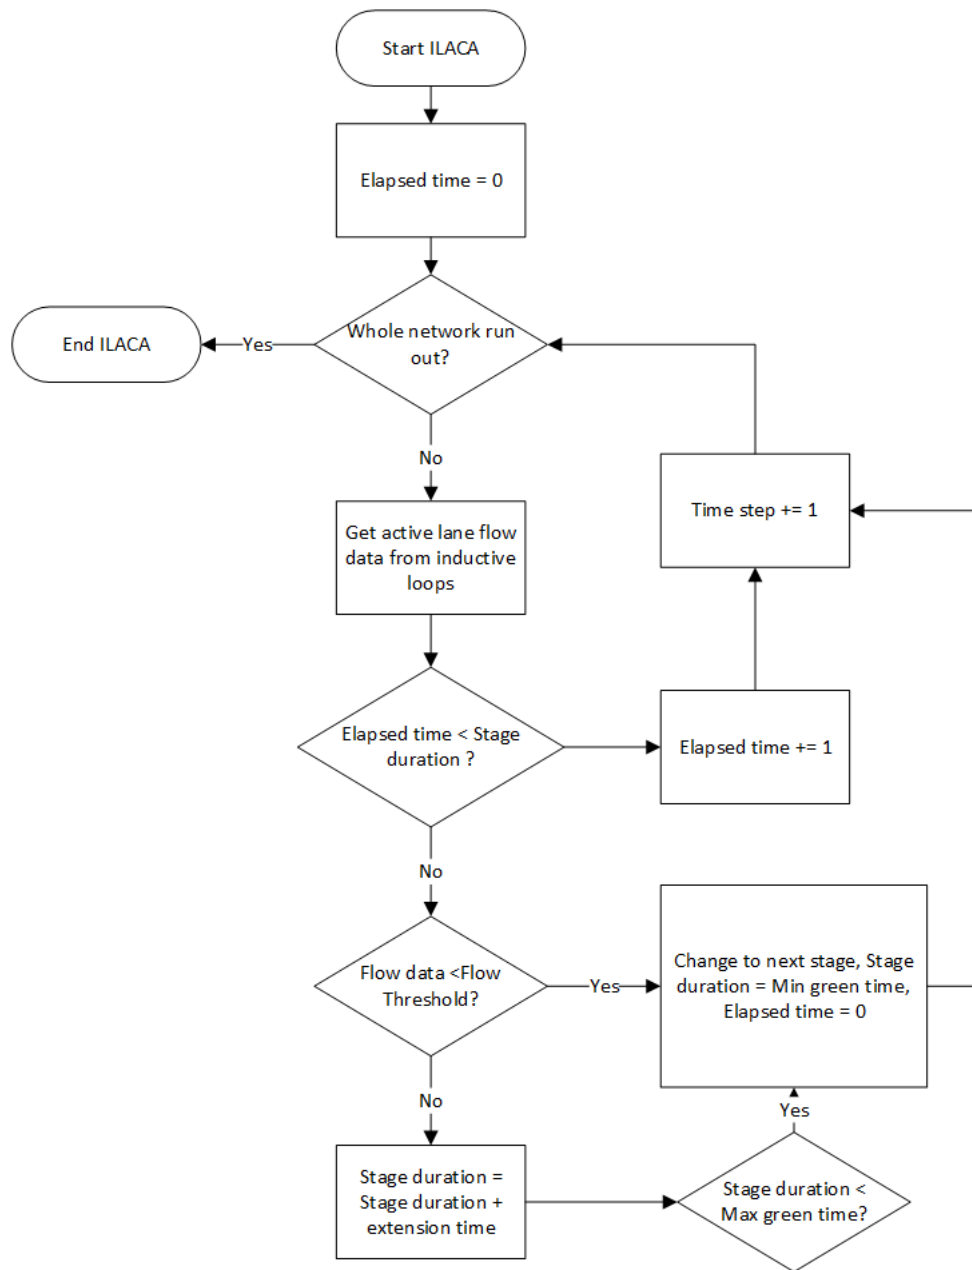 Start ILACA
Elapsed time = 0
Whole network run
out?
Yes
End ILACA
No
Get active lane flow
data from inductive
loops
Time step += 1
Elapsed time < Stage
duration ?
Elapsed time += 1
No
Flow data <Flow
Threshold?
Yes
Change to next stage, Stage
duration = Min green time,
Elapsed time = 0
No
Yes
Stage duration =
Stage duration +
extension time
Stage duration <
Max green time?